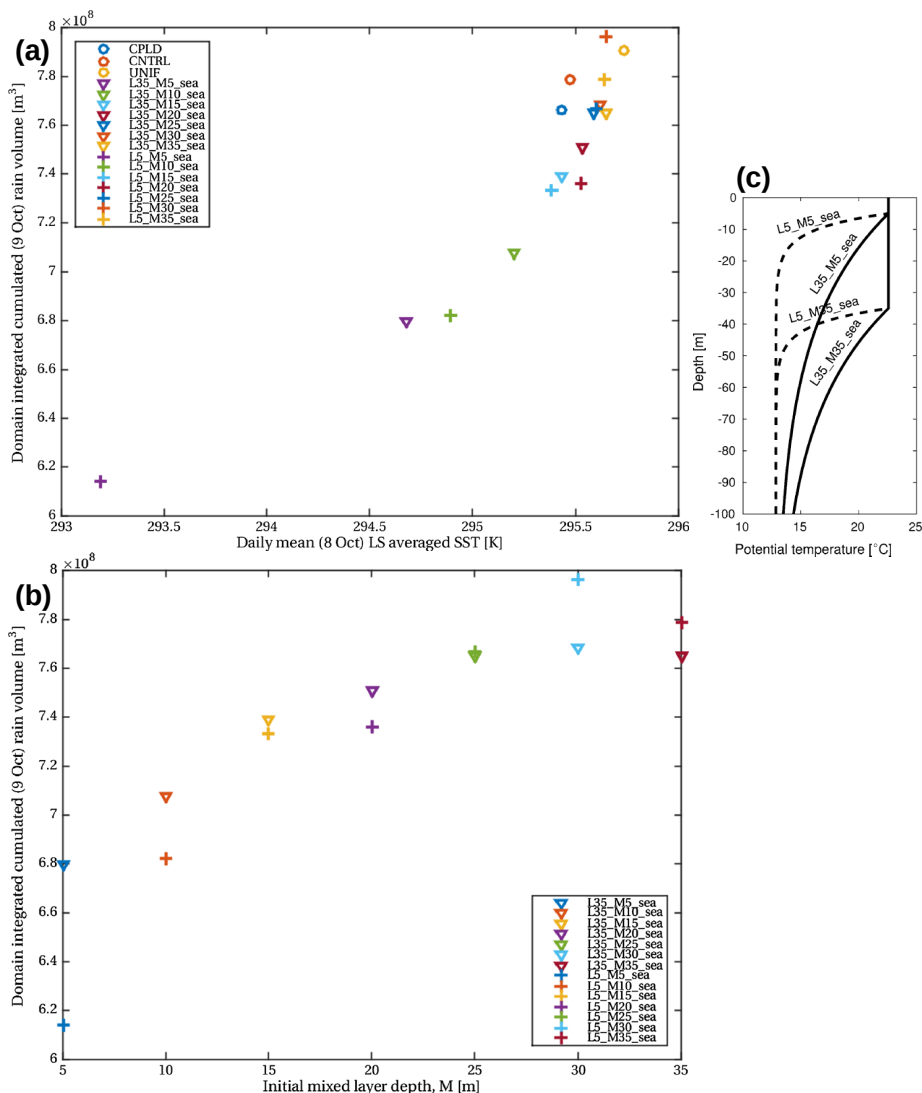 (a)
×10⁸
8
7.8
7.6
7.4
7.2
7
6.8
6.6
6.4
6.2
6
Domain integrated cumulated (9 Oct) rain volume [m³]
CPLD
CNTRL
UNIF
L35_M5_sea
L35_M10_sea
L35_M15_sea
L35_M20_sea
L35_M25_sea
L35_M30_sea
L35_M35_sea
L5_M5_sea
L5_M10_sea
L5_M15_sea
L5_M20_sea
L5_M25_sea
L5_M30_sea
L5_M35_sea
293 293.5 294 294.5 295 295.5 296
Daily mean (8 Oct) LS averaged SST [K]
(c)
0
-10
-20
-30
-40
-50
-60
-70
-80
-90
-100
Depth [m]
L5_M5_sea
L35_M5_sea
L5_M35_sea
L35_M35_sea
10 15 20 25
Potential temperature [°C]
(b)
×10⁸
8
7.8
7.6
7.4
7.2
7
6.8
6.6
6.4
6.2
6
Domain integrated cumulated (9 Oct) rain volume [m³]
L35_M5_sea
L35_M10_sea
L35_M15_sea
L35_M20_sea
L35_M25_sea
L35_M30_sea
L35_M35_sea
L5_M5_sea
L5_M10_sea
L5_M15_sea
L5_M20_sea
L5_M25_sea
L5_M30_sea
L5_M35_sea
5 10 15 20 25 30 35
Initial mixed layer depth, M [m]